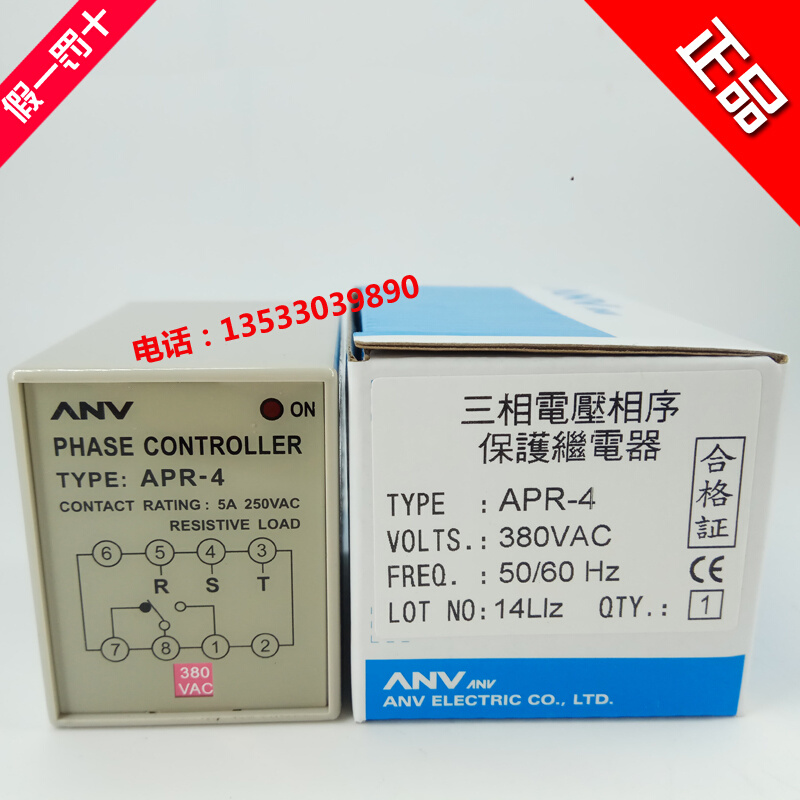 假一罚十
正品
电话：13533039890
ANV
ON
PHASE CONTROLLER
TYPE: APR-4
CONTACT RATING: 5A 250VAC
RESISTIVE LOAD
6 5 4 3
R S T
7 8 1 2
380
VAC
ANV ANV
三相電壓相序
保護繼電器
TYPE : APR-4
VOLTS.: 380VAC
FREQ. : 50/60 Hz
LOT NO: 14Llz QTY.: 1
合格証
CE
ANV ANV
ANV ELECTRIC CO., LTD.